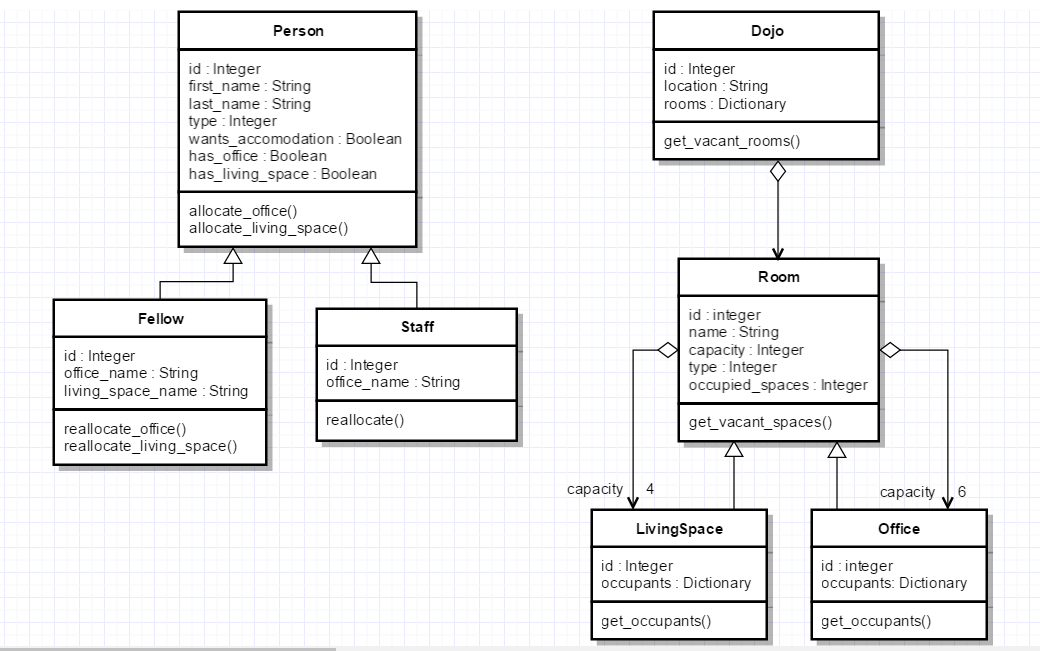 Person
id : Integer
first_name : String
last_name : String
type : Integer
wants_accomodation : Boolean
has_office : Boolean
has_living_space : Boolean
allocate_office()
allocate_living_space()
Fellow
id : Integer
office_name : String
living_space_name : String
reallocate_office()
reallocate_living_space()
Staff
id : Integer
office_name : String
reallocate()
Dojo
id : Integer
location : String
rooms : Dictionary
get_vacant_rooms()
Room
id : integer
name : String
capacity : Integer
type : Integer
occupied_spaces : Integer
get_vacant_spaces()
capacity 4
capacity 6
LivingSpace
id : Integer
occupants : Dictionary
get_occupants()
Office
id : integer
occupants: Dictionary
get_occupants()